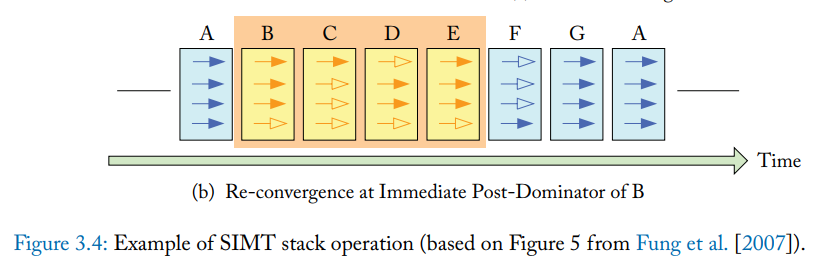 A B C D E F G A
Time
(b) Re-convergence at Immediate Post-Dominator of B
Figure 3.4: Example of SIMT stack operation (based on Figure 5 from Fung et al. [2007]).